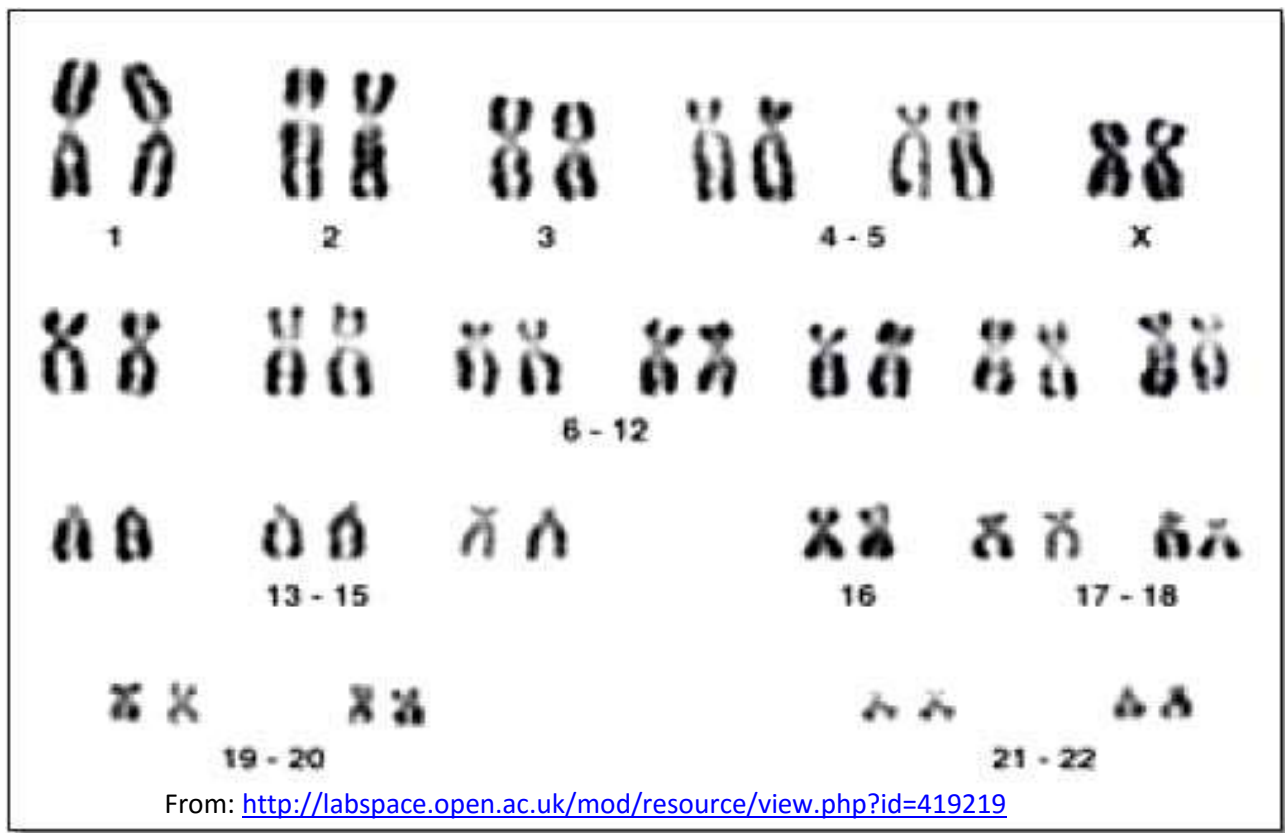 1 2 3 4 - 5 X
6 - 12
13 - 15 16 17 - 18
19 - 20 21 - 22
From: http://labspace.open.ac.uk/mod/resource/view.php?id=419219